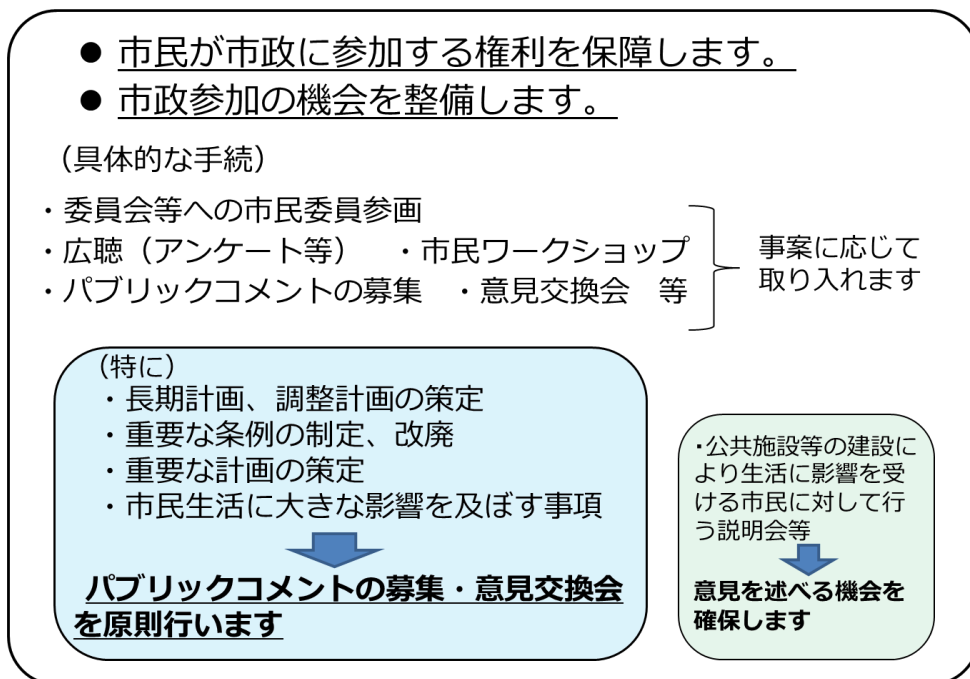 ● 市民が市政に参加する権利を保障します。
● 市政参加の機会を整備します。
（具体的な手続）
・委員会等への市民委員参画
・広聴（アンケート等）　・市民ワークショップ
・パブリックコメントの募集　・意見交換会　等
事案に応じて
取り入れます
（特に）
・長期計画、調整計画の策定
・重要な条例の制定、改廃
・重要な計画の策定
・市民生活に大きな影響を及ぼす事項
パブリックコメントの募集・意見交換会
を原則行います
・公共施設等の建設に
より生活に影響を受
ける市民に対して行
う説明会等
意見を述べる機会を
確保します